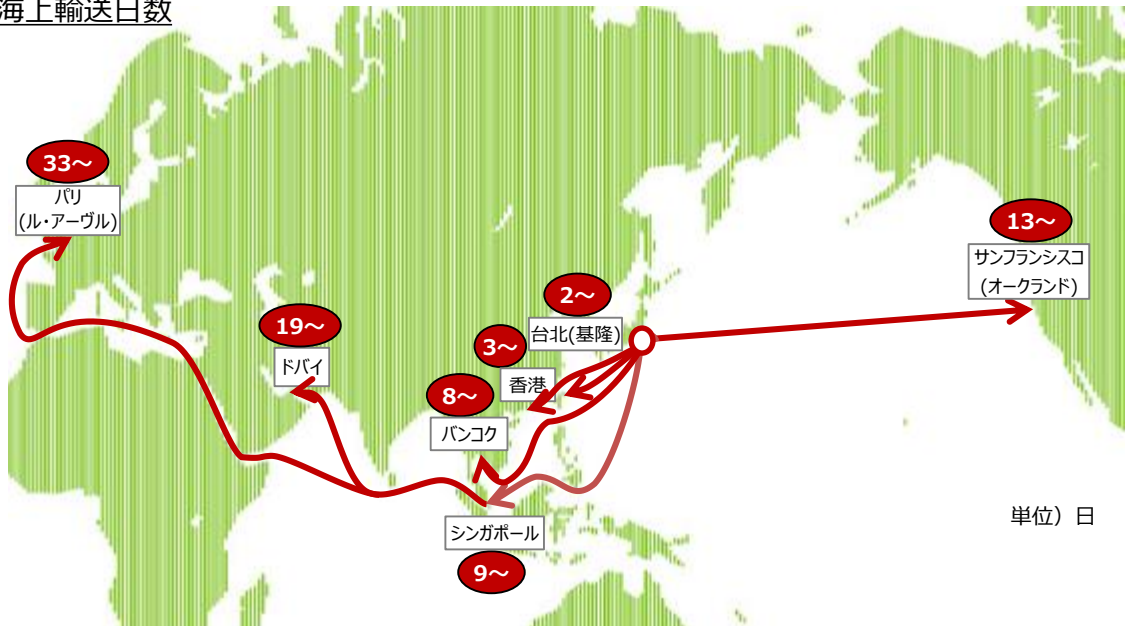 海上輸送日数
33～
パリ
(ル・アーヴル)
13～
サンフランシスコ
(オークランド)
2～
台北(基隆)
19～
ドバイ
3～
香港
8～
バンコク
シンガポール
9～
単位）日